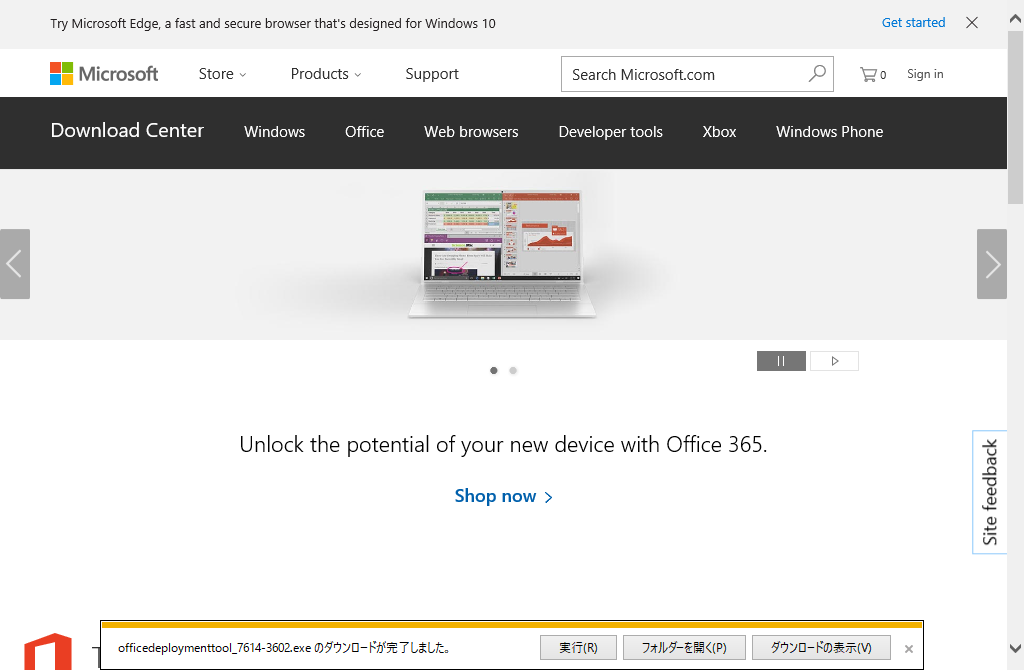 Try Microsoft Edge, a fast and secure browser that's designed for Windows 10
Get started
Microsoft
Store
Products
Support
Search Microsoft.com
0
Sign in
Download Center
Windows
Office
Web browsers
Developer tools
Xbox
Windows Phone
Unlock the potential of your new device with Office 365.
Shop now
Site feedback
officedeploymenttool_7614-3602.exe のダウンロードが完了しました。
実行(R)
フォルダーを開く(P)
ダウンロードの表示(V)